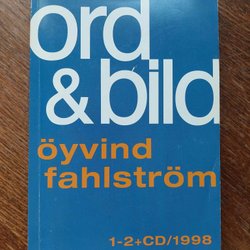 ord
& bild
öyvind
fahlström
1-2+CD/1998